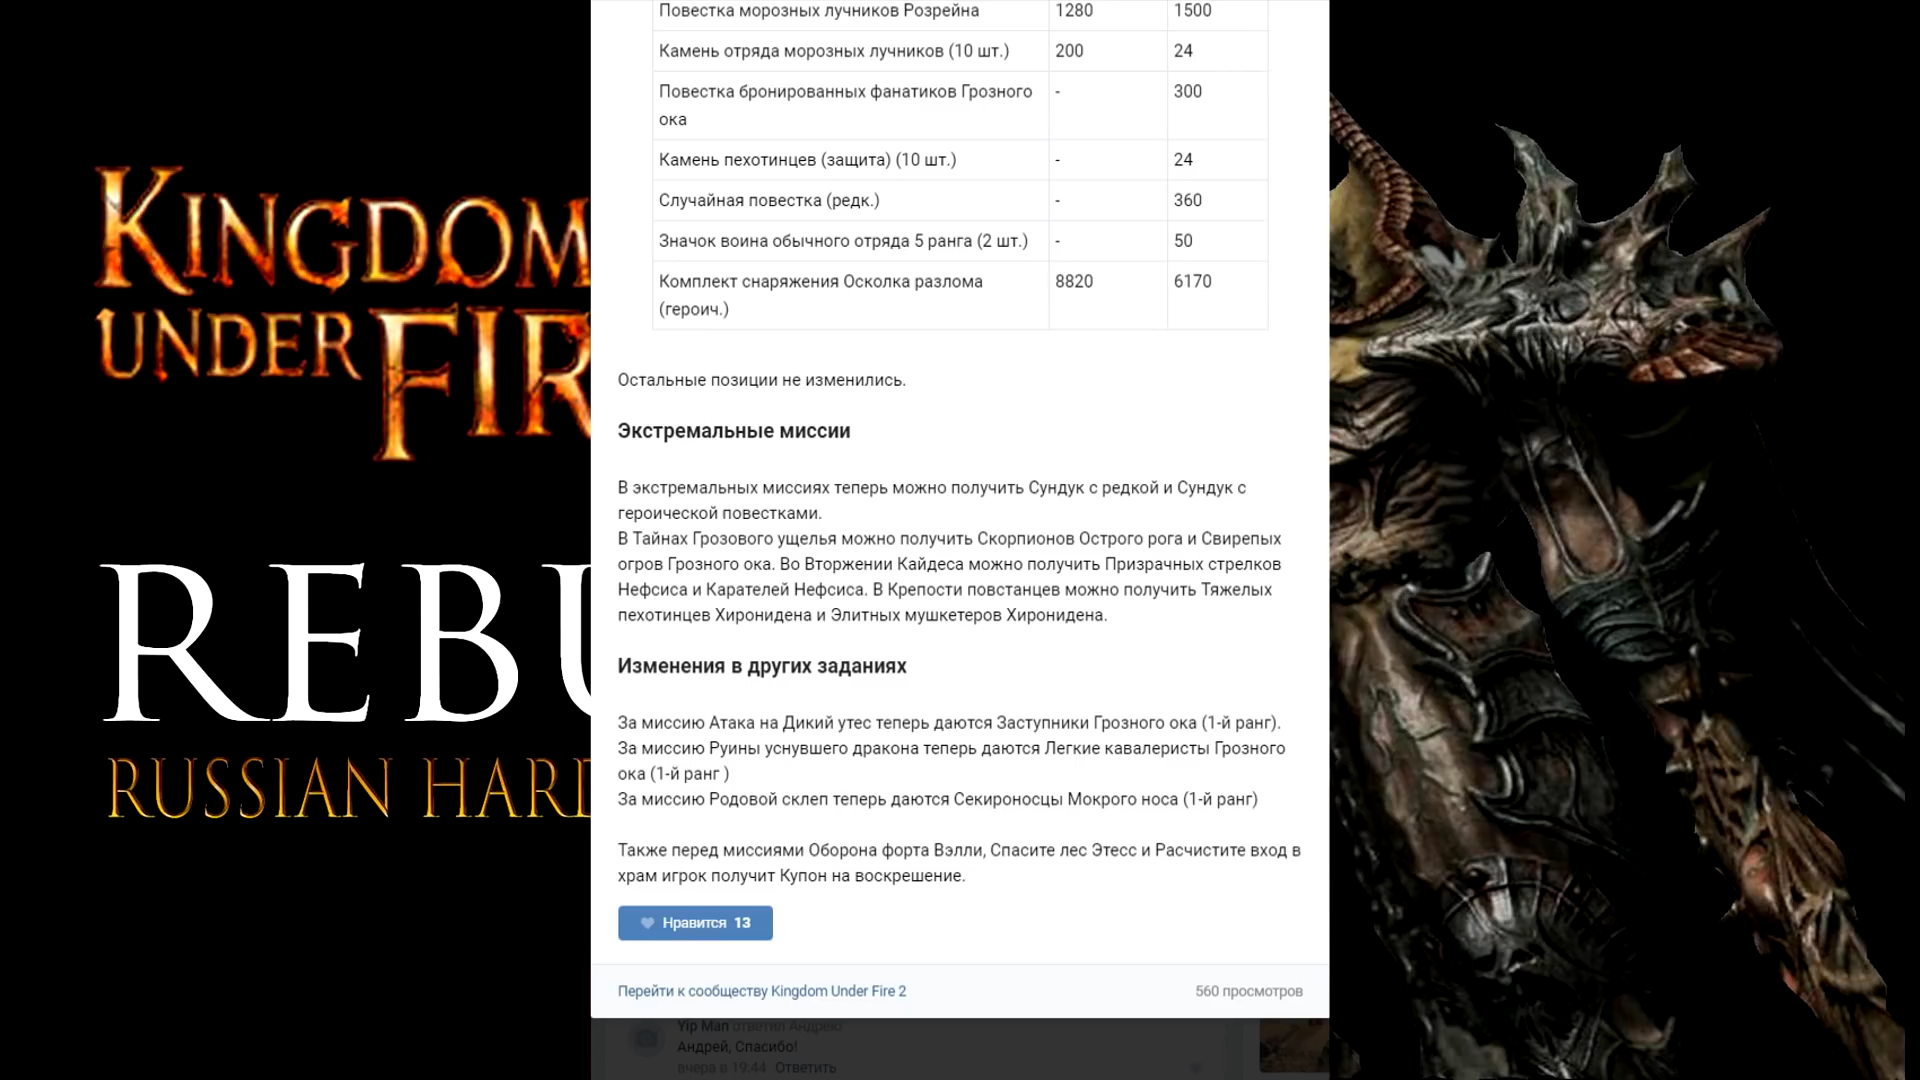 Повестка морозных лучников Розрейна 1280 1500
Камень отряда морозных лучников (10 шт.) 200 24
Повестка бронированных фанатиков Грозного - 300
ока
Камень пехотинцев (защита) (10 шт.) - 24
Случайная повестка (редк.) - 360
Значок воина обычного отряда 5 ранга (2 шт.) - 50
Комплект снаряжения Осколка разлома 8820 6170
(героич.)
KINGDOM
UNDER FIR
REBU
RUSSIAN HARD
Остальные позиции не изменились.
Экстремальные миссии
В экстремальных миссиях теперь можно получить Сундук с редкой и Сундук с
героической повестками.
В Тайнах Грозового ущелья можно получить Скорпионов Острого рога и Свирепых
огров Грозного ока. Во Вторжении Кайдеса можно получить Призрачных стрелков
Нефсиса и Карателей Нефсиса. В Крепости повстанцев можно получить Тяжелых
пехотинцев Хиронидена и Элитных мушкетеров Хиронидена.
Изменения в других заданиях
За миссию Атака на Дикий утес теперь даются Заступники Грозного ока (1-й ранг).
За миссию Руины уснувшего дракона теперь даются Легкие кавалеристы Грозного
ока (1-й ранг )
За миссию Родовой склеп теперь даются Секироносцы Мокрого носа (1-й ранг)
Также перед миссиями Оборона форта Вэлли, Спасите лес Этесс и Расчистите вход в
храм игрок получит Купон на воскрешение.
Нравится 13
Перейти к сообществу Kingdom Under Fire 2 560 просмотров
Yip Man ответил Андрею
Андрей, Спасибо!
вчера в 19:44 Ответить